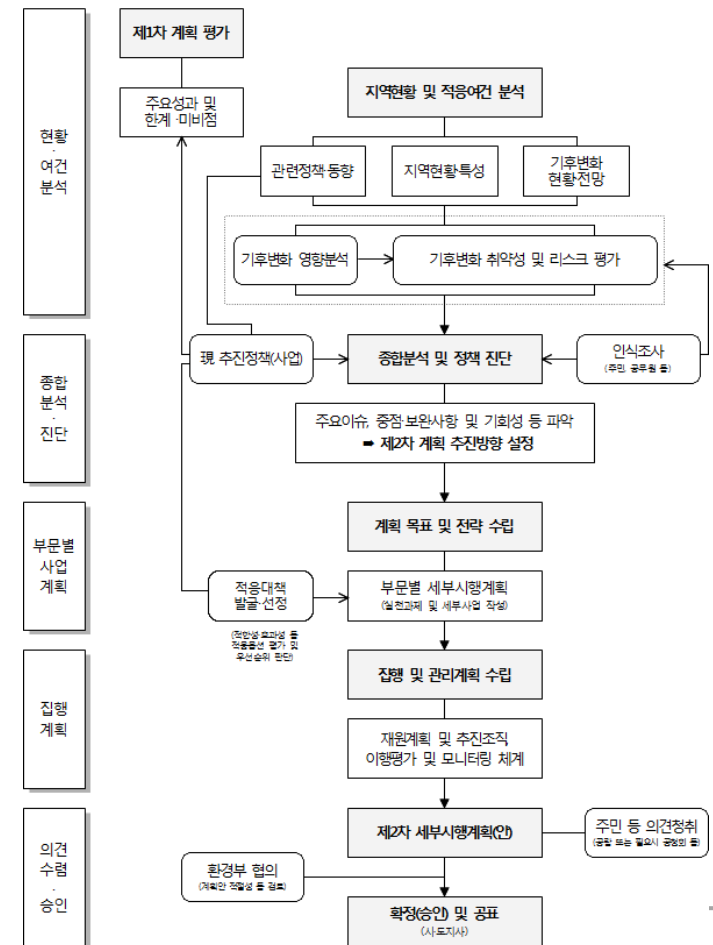 제1차 계획 평가
주요성과 및
한계·미비점
지역현황 및 적응여건 분석
현황
·
여건
분석
관련정책·동향
지역현황·특성
기후변화
현황·전망
기후변화 영향분석
기후변화 취약성 및 리스크 평가
종합
분석
·
진단
現 추진정책(사업)
종합분석 및 정책 진단
인식조사
(주민, 공무원 등)
주요이슈, 중점·보완사항 및 기회성 등 파악
➡ 제2차 계획 추진방향 설정
부문별
사업
계획
계획 목표 및 전략 수립
적응대책
발굴·선정
(적합성·효과성 등
적응옵션 평가 및
우선순위 판단)
부문별 세부시행계획
(실천과제 및 세부사업 작성)
집행
계획
집행 및 관리계획 수립
재원계획 및 추진조직,
이행평가 및 모니터링 체계
의견
수렴
·
승인
제2차 세부시행계획(안)
주민 등 의견청취
(공람 또는 필요시 공청회 등)
환경부 협의
(계획안 적절성 등 검토)
확정(승인) 및 공표
(시·도지사)